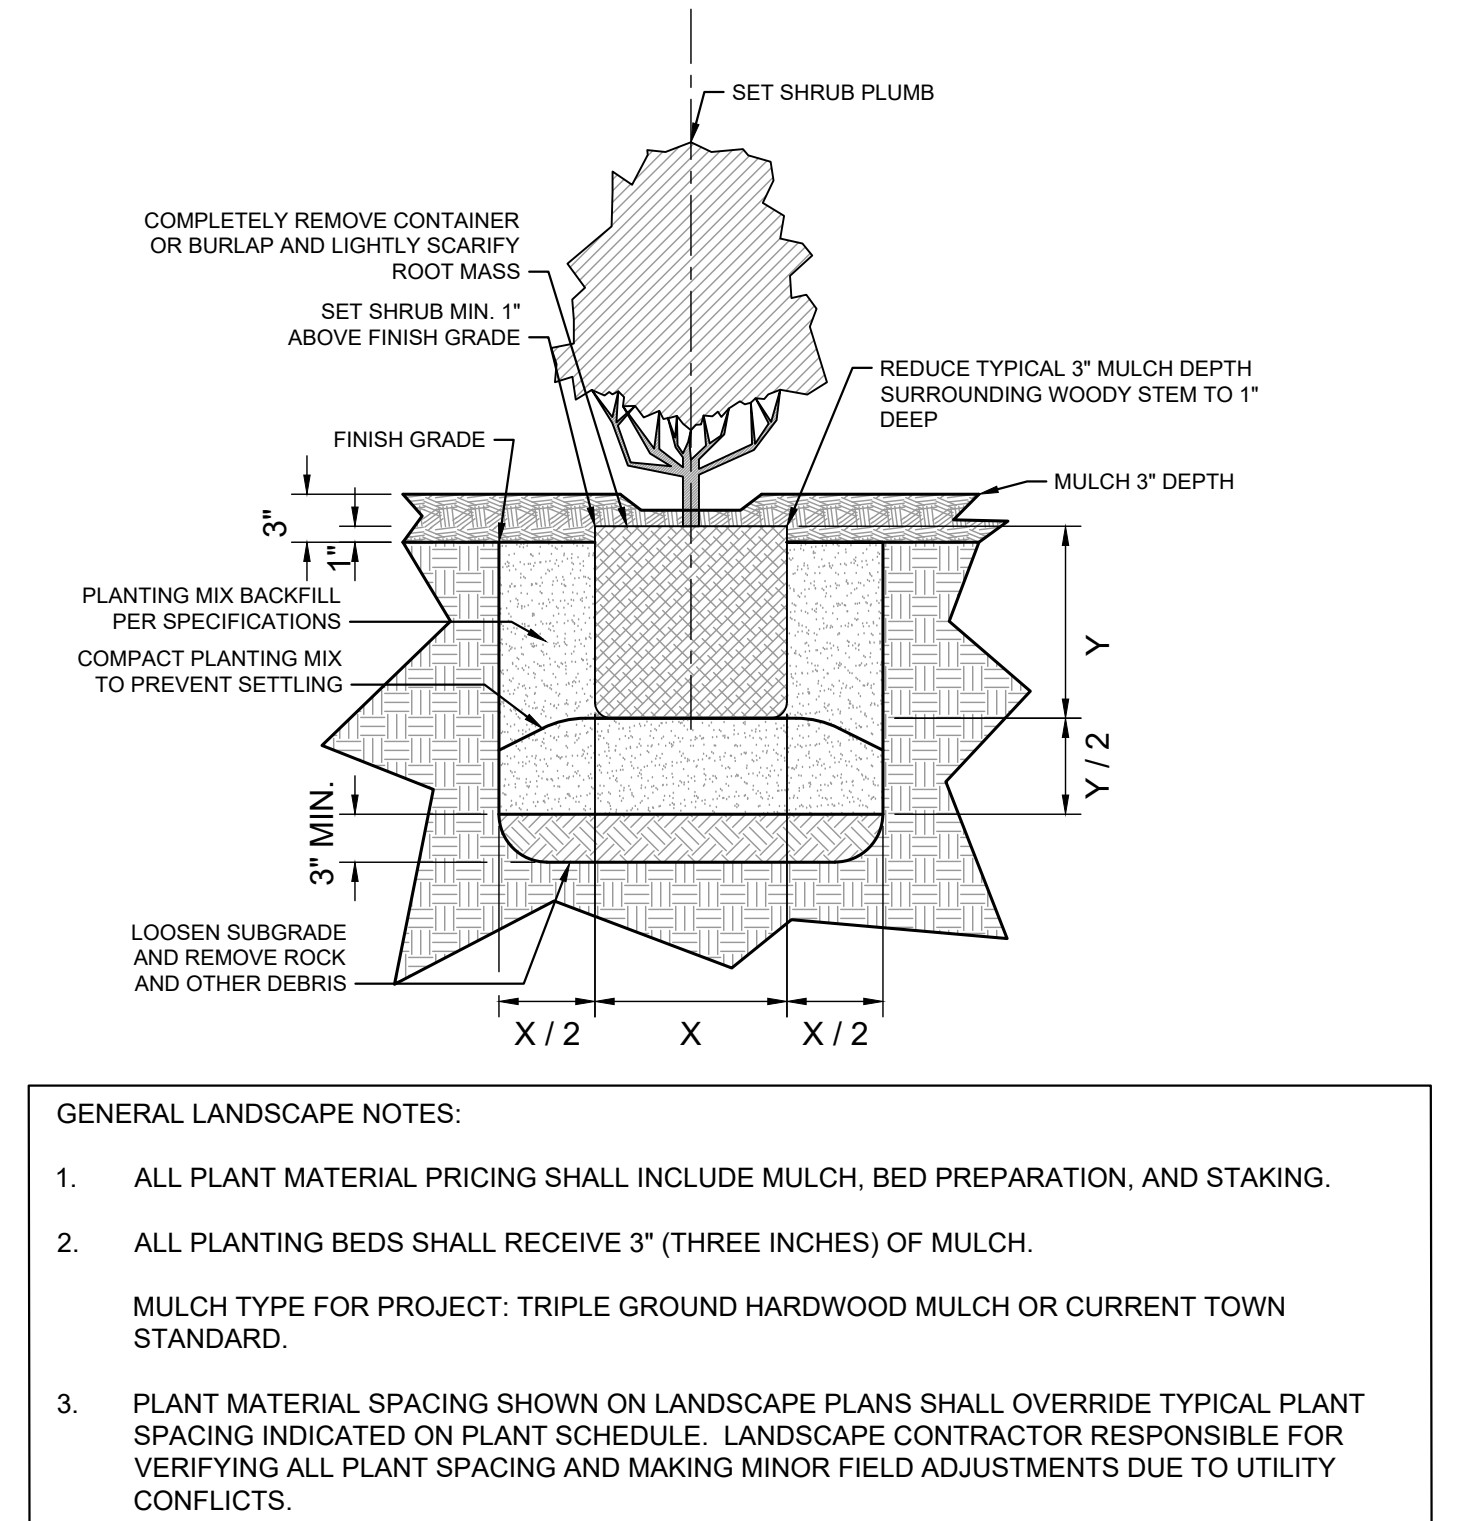 SET SHRUB PLUMB
COMPLETELY REMOVE CONTAINER
OR BURLAP AND LIGHTLY SCARIFY
ROOT MASS
SET SHRUB MIN. 1"
ABOVE FINISH GRADE
REDUCE TYPICAL 3" MULCH DEPTH
SURROUNDING WOODY STEM TO 1"
DEEP
FINISH GRADE
MULCH 3" DEPTH
3"
1"
PLANTING MIX BACKFILL
PER SPECIFICATIONS
COMPACT PLANTING MIX
TO PREVENT SETTLING
Y
Y / 2
3" MIN.
LOOSEN SUBGRADE
AND REMOVE ROCK
AND OTHER DEBRIS
X / 2
X
X / 2
GENERAL LANDSCAPE NOTES:
1. ALL PLANT MATERIAL PRICING SHALL INCLUDE MULCH, BED PREPARATION, AND STAKING.
2. ALL PLANTING BEDS SHALL RECEIVE 3" (THREE INCHES) OF MULCH.
MULCH TYPE FOR PROJECT: TRIPLE GROUND HARDWOOD MULCH OR CURRENT TOWN
STANDARD.
3. PLANT MATERIAL SPACING SHOWN ON LANDSCAPE PLANS SHALL OVERRIDE TYPICAL PLANT
SPACING INDICATED ON PLANT SCHEDULE. LANDSCAPE CONTRACTOR RESPONSIBLE FOR
VERIFYING ALL PLANT SPACING AND MAKING MINOR FIELD ADJUSTMENTS DUE TO UTILITY
CONFLICTS.